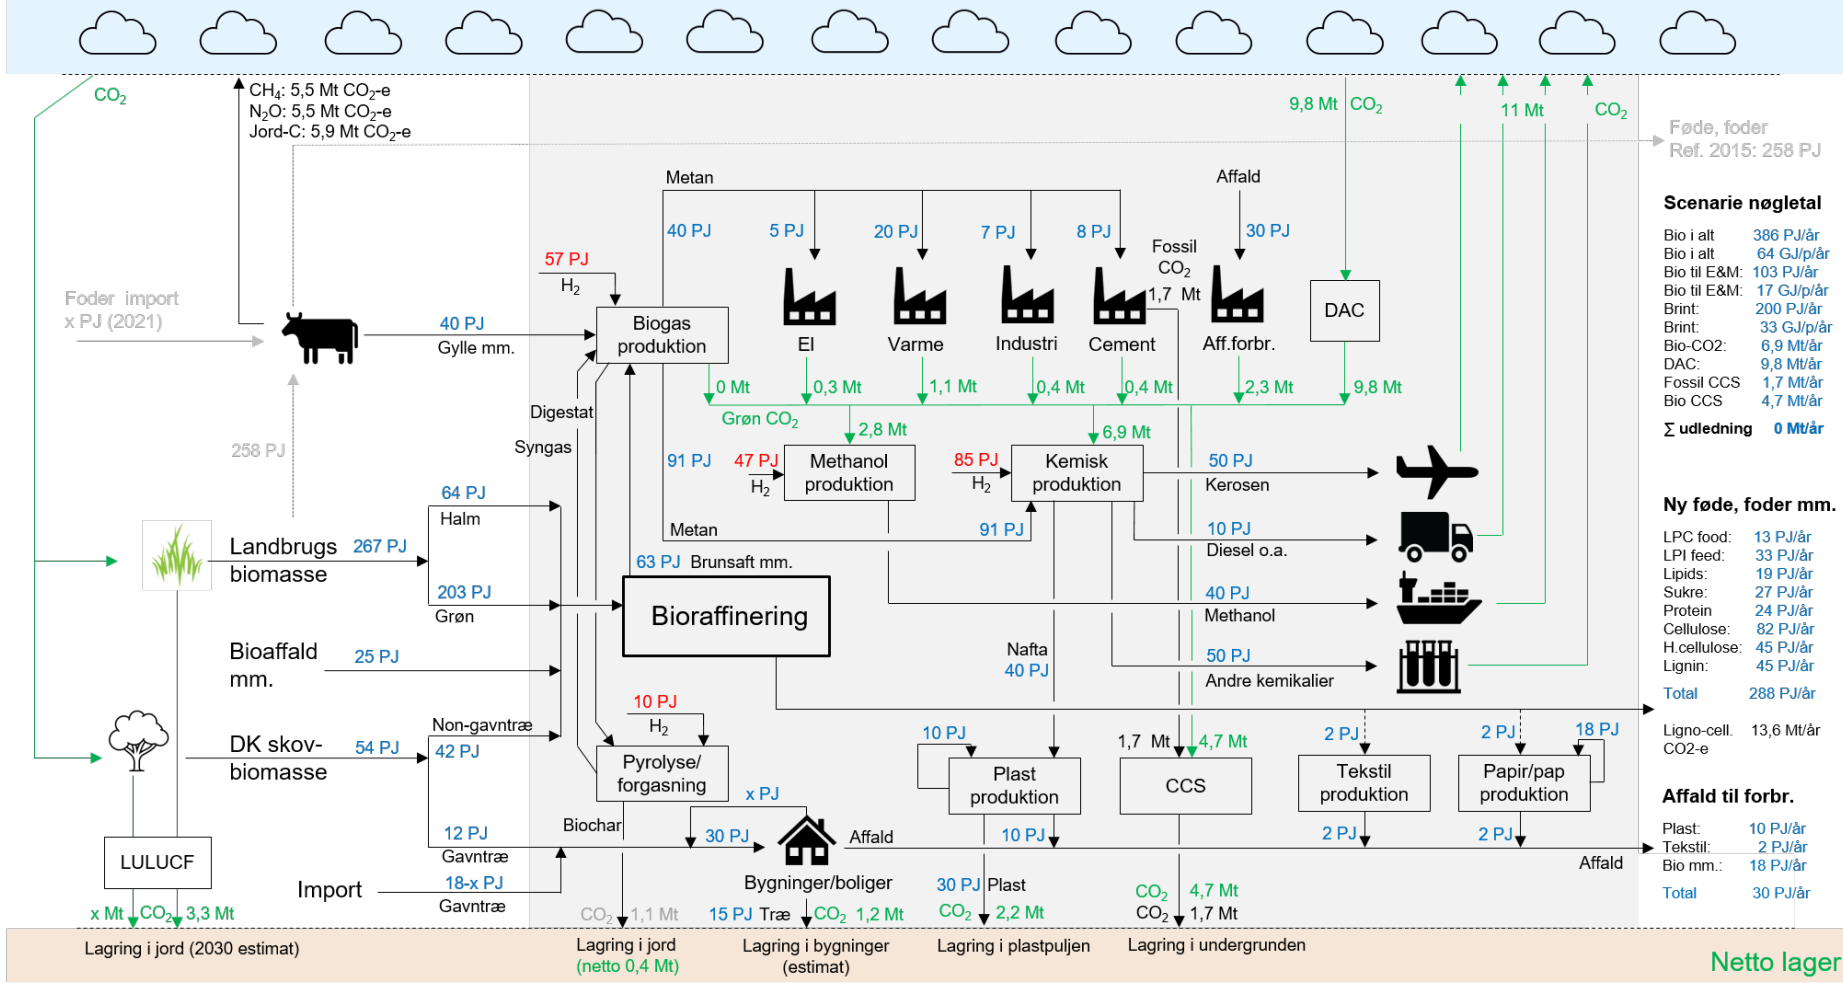 CO2
CH4: 5,5 Mt CO2-e
N2O: 5,5 Mt CO2-e
Jord-C: 5,9 Mt CO2-e
9,8 Mt CO2
11 Mt
CO2
Føde, foder
Ref. 2015: 258 PJ
Metan
Affald
40 PJ
5 PJ
20 PJ
7 PJ
8 PJ
30 PJ
Fossil
CO2
1,7 Mt
57 PJ
H2
Foder import
x PJ (2021)
40 PJ
Gylle mm.
Biogas
produktion
El
Varme
Industri
Cement
Aff.forbr.
DAC
0 Mt
0,3 Mt
1,1 Mt
0,4 Mt
0,4 Mt
2,3 Mt
9,8 Mt
Grøn CO2
2,8 Mt
6,9 Mt
Digestat
Syngas
258 PJ
91 PJ
47 PJ
H2
Methanol
produktion
85 PJ
H2
Kemisk
produktion
50 PJ
Kerosen
64 PJ
Halm
Metan
91 PJ
10 PJ
Diesel o.a.
Landbrugs
biomasse
267 PJ
63 PJ Brunsaft mm.
203 PJ
Grøn
Bioraffinering
40 PJ
Methanol
Bioaffald
mm.
25 PJ
Nafta
40 PJ
50 PJ
Andre kemikalier
10 PJ
H2
Non-gavntræ
42 PJ
DK skov-
biomasse
54 PJ
Pyrolyse/
forgasning
10 PJ
Plast
produktion
1,7 Mt
4,7 Mt
CCS
2 PJ
Tekstil
produktion
2 PJ
18 PJ
Papir/pap
produktion
x PJ
Biochar
30 PJ
12 PJ
Gavntræ
Affald
10 PJ
2 PJ
2 PJ
Affald
LULUCF
Import
18-x PJ
Gavntræ
Bygninger/boliger
30 PJ Plast
CO2 4,7 Mt
x Mt CO2 3,3 Mt
CO2 1,1 Mt
15 PJ Træ CO2 1,2 Mt
CO2 2,2 Mt
CO2 1,7 Mt
Lagring i jord (2030 estimat)
Lagring i jord
(netto 0,4 Mt)
Lagring i bygninger
(estimat)
Lagring i plastpuljen
Lagring i undergrunden
Netto lager
Scenarie nøgletal
Bio i alt 386 PJ/år
Bio i alt 64 GJ/p/år
Bio til E&M: 103 PJ/år
Bio til E&M: 17 GJ/p/år
Brint: 200 PJ/år
Brint: 33 GJ/p/år
Bio-CO2: 6,9 Mt/år
DAC: 9,8 Mt/år
Fossil CCS 1,7 Mt/år
Bio CCS 4,7 Mt/år
∑ udledning 0 Mt/år
Ny føde, foder mm.
LPC food: 13 PJ/år
LPI feed: 33 PJ/år
Lipids: 19 PJ/år
Sukre: 27 PJ/år
Protein 24 PJ/år
Cellulose: 82 PJ/år
H.cellulose: 45 PJ/år
Lignin: 45 PJ/år
Total 288 PJ/år
Ligno-cell. 13,6 Mt/år
CO2-e
Affald til forbr.
Plast: 10 PJ/år
Tekstil: 2 PJ/år
Bio mm.: 18 PJ/år
Total 30 PJ/år